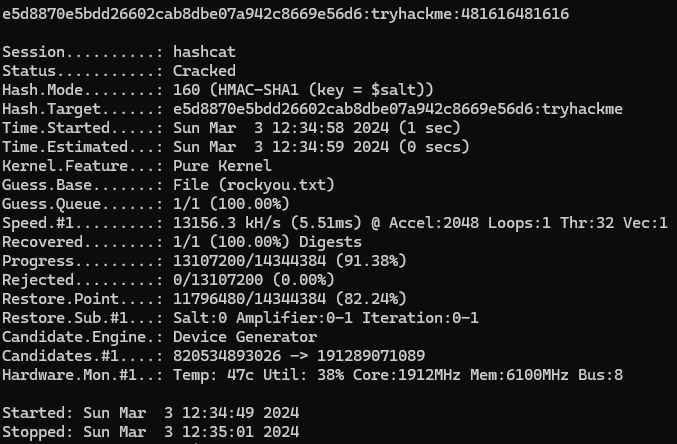 e5d8870e5bdd26602cab8dbe07a942c8669e56d6:tryhackme:481616481616
Session..........: hashcat
Status...........: Cracked
Hash.Mode........: 160 (HMAC-SHA1 (key = $salt))
Hash.Target......: e5d8870e5bdd26602cab8dbe07a942c8669e56d6:tryhackme
Time.Started.....: Sun Mar  3 12:34:58 2024 (1 sec)
Time.Estimated...: Sun Mar  3 12:34:59 2024 (0 secs)
Kernel.Feature...: Pure Kernel
Guess.Base.......: File (rockyou.txt)
Guess.Queue......: 1/1 (100.00%)
Speed.#1.........: 13156.3 kH/s (5.51ms) @ Accel:2048 Loops:1 Thr:32 Vec:1
Recovered........: 1/1 (100.00%) Digests
Progress.........: 13107200/14344384 (91.38%)
Rejected.........: 0/13107200 (0.00%)
Restore.Point....: 11796480/14344384 (82.24%)
Restore.Sub.#1...: Salt:0 Amplifier:0-1 Iteration:0-1
Candidate.Engine.: Device Generator
Candidates.#1....: 820534893026 -> 191289071089
Hardware.Mon.#1..: Temp: 47c Util: 38% Core:1912MHz Mem:6100MHz Bus:8
Started: Sun Mar  3 12:34:49 2024
Stopped: Sun Mar  3 12:35:01 2024